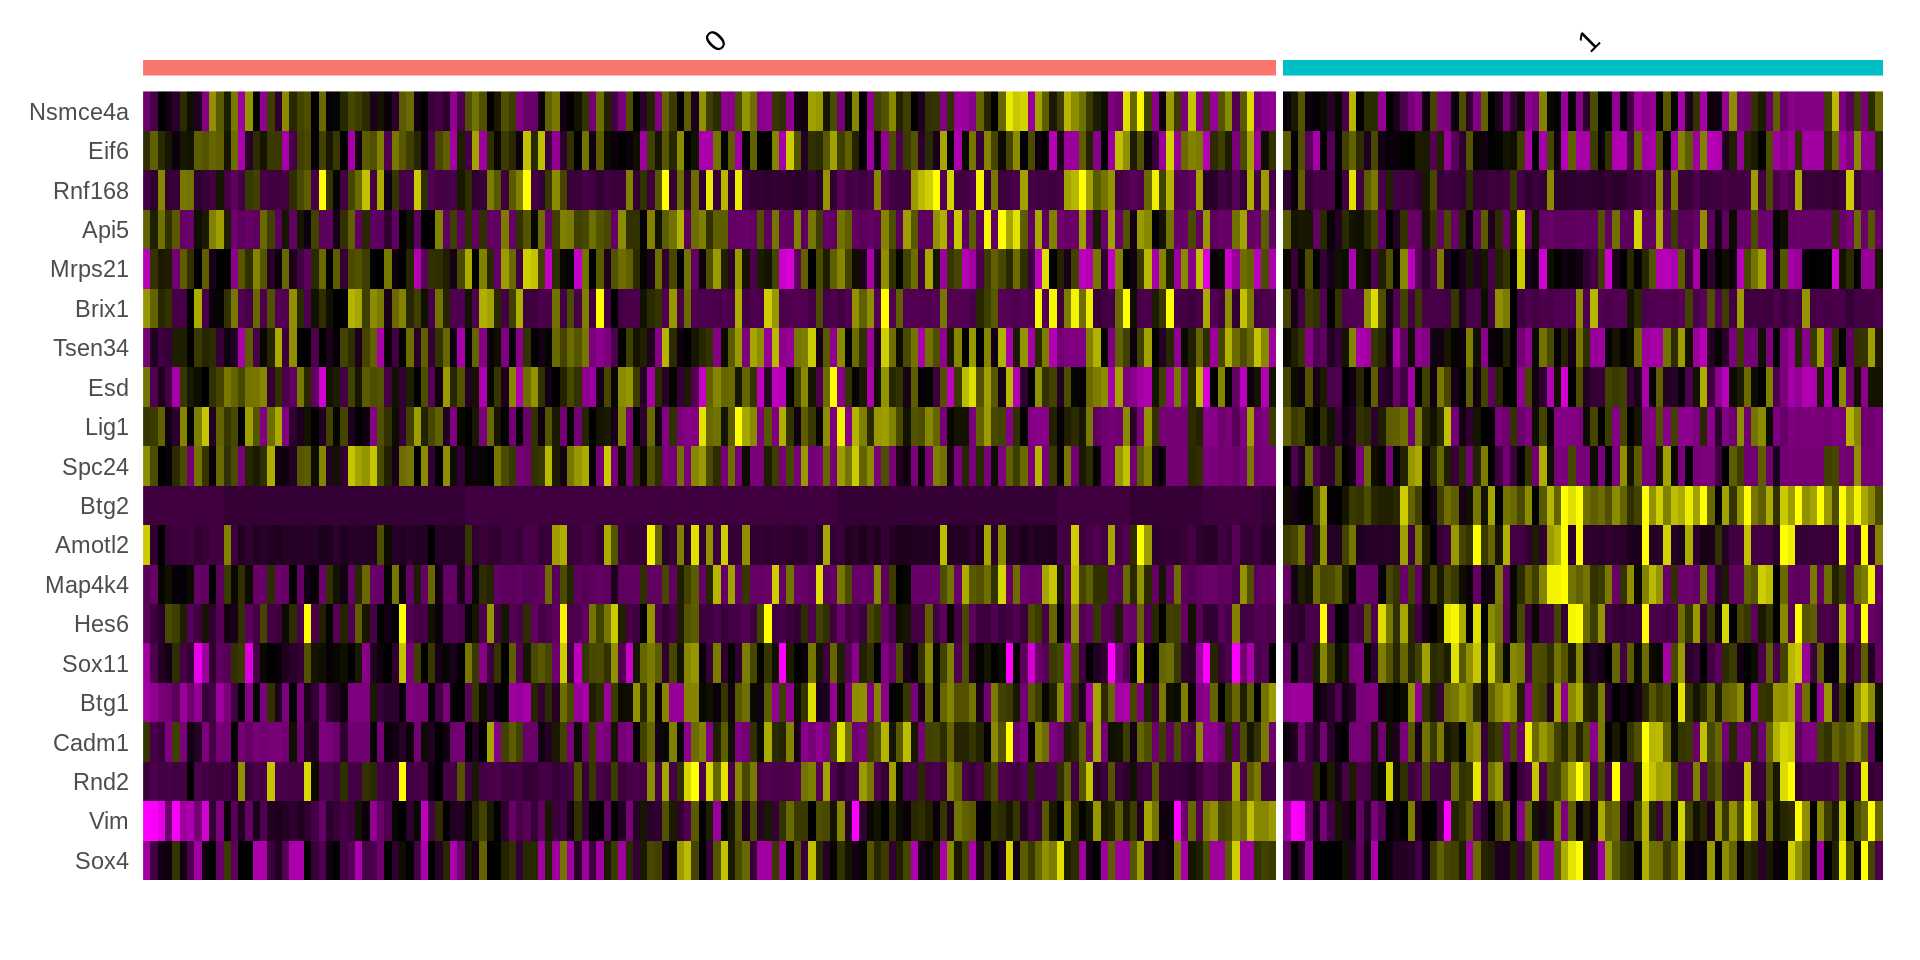 0
1
Nsmce4a
Eif6
Rnf168
Api5
Mrps21
Brix1
Tsen34
Esd
Lig1
Spc24
Btg2
Amotl2
Map4k4
Hes6
Sox11
Btg1
Cadm1
Rnd2
Vim
Sox4